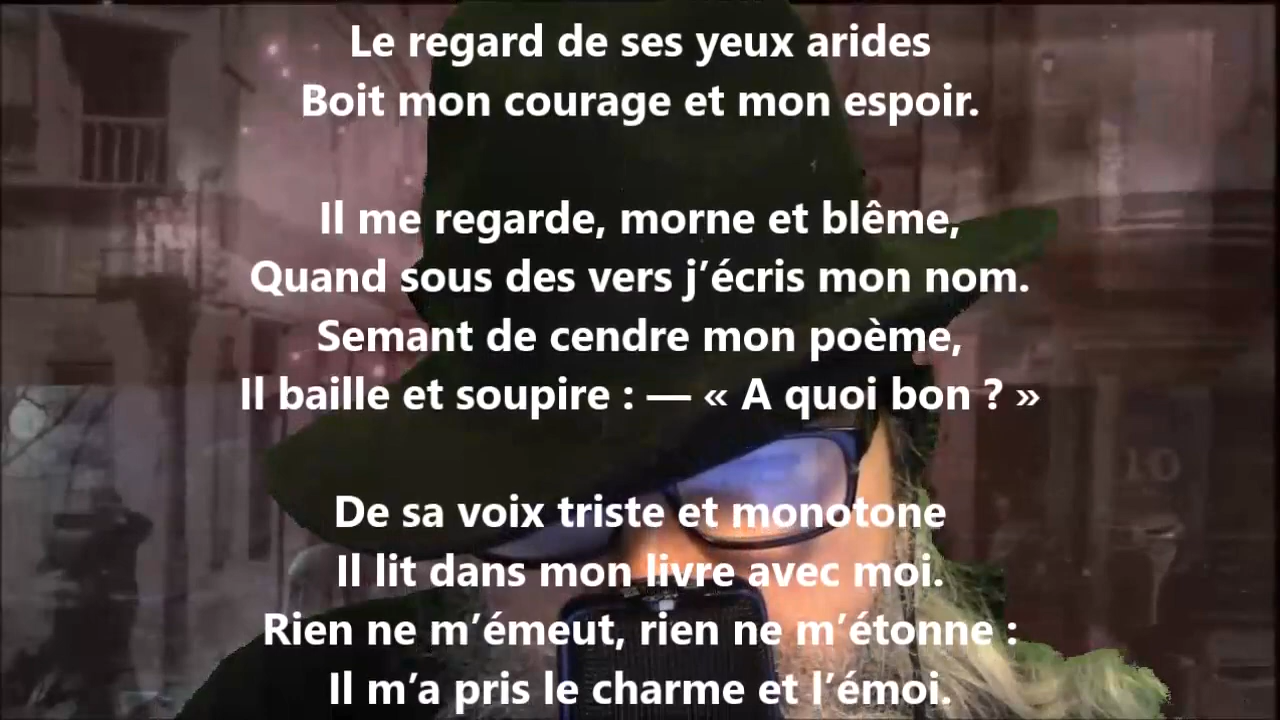 Le regard de ses yeux arides
Boit mon courage et mon espoir.
Il me regarde, morne et blême,
Quand sous des vers j’écris mon nom.
Semant de cendre mon poème,
Il baille et soupire : — « A quoi bon ? »
De sa voix triste et monotone
Il lit dans mon livre avec moi.
Rien ne m’émeut, rien ne m’étonne :
Il m’a pris le charme et l’émoi.
10